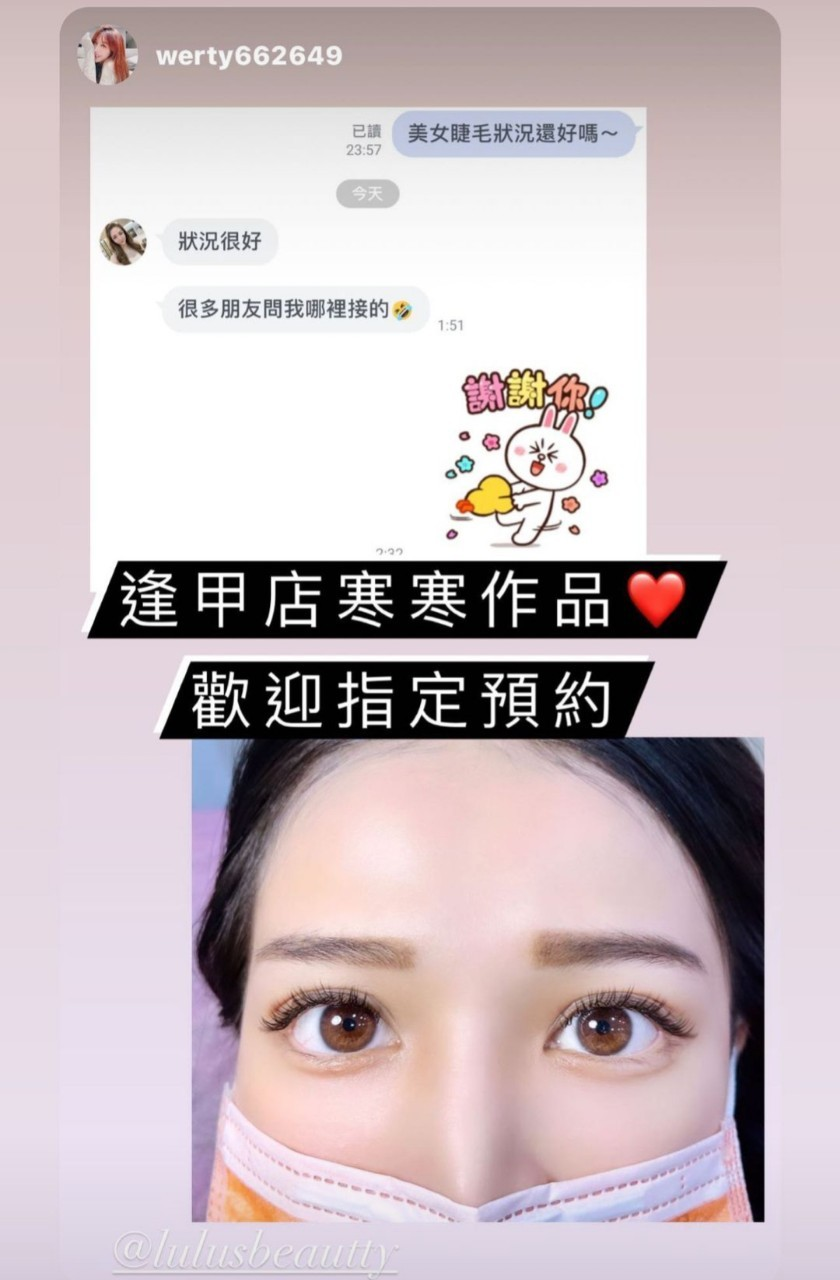 werty662649
已讀
23:57
美女睫毛狀況還好嗎～
今天
狀況很好
很多朋友問我哪裡接的🤣
1:51
謝謝你!
2:32
逢甲店寒寒作品❤️
歡迎指定預約
@lulusbeautty